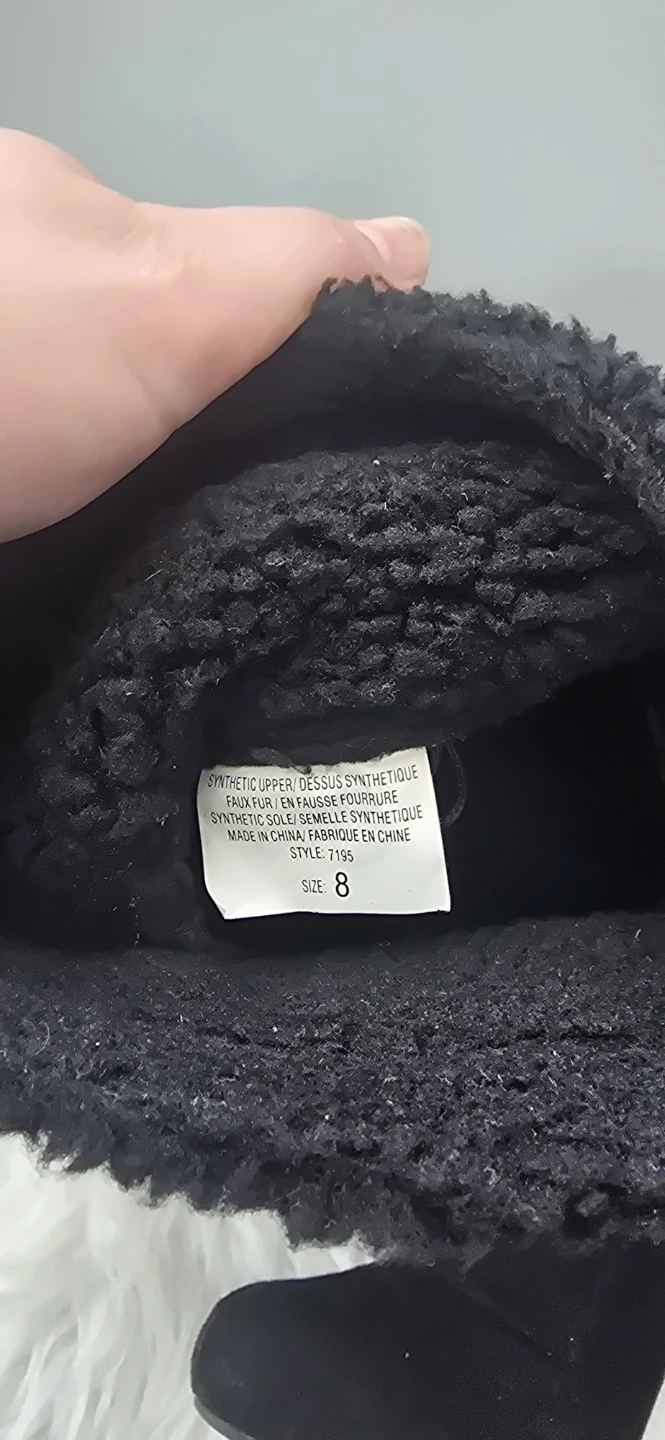 SYNTHETIC UPPER/ DESSUS SYNTHETIQUE
FAUX FUR / EN FAUSSE FOURRURE
SYNTHETIC SOLE/ SEMELLE SYNTHETIQUE
MADE IN CHINA/ FABRIQUE EN CHINE
STYLE: 7195
SIZE: 8